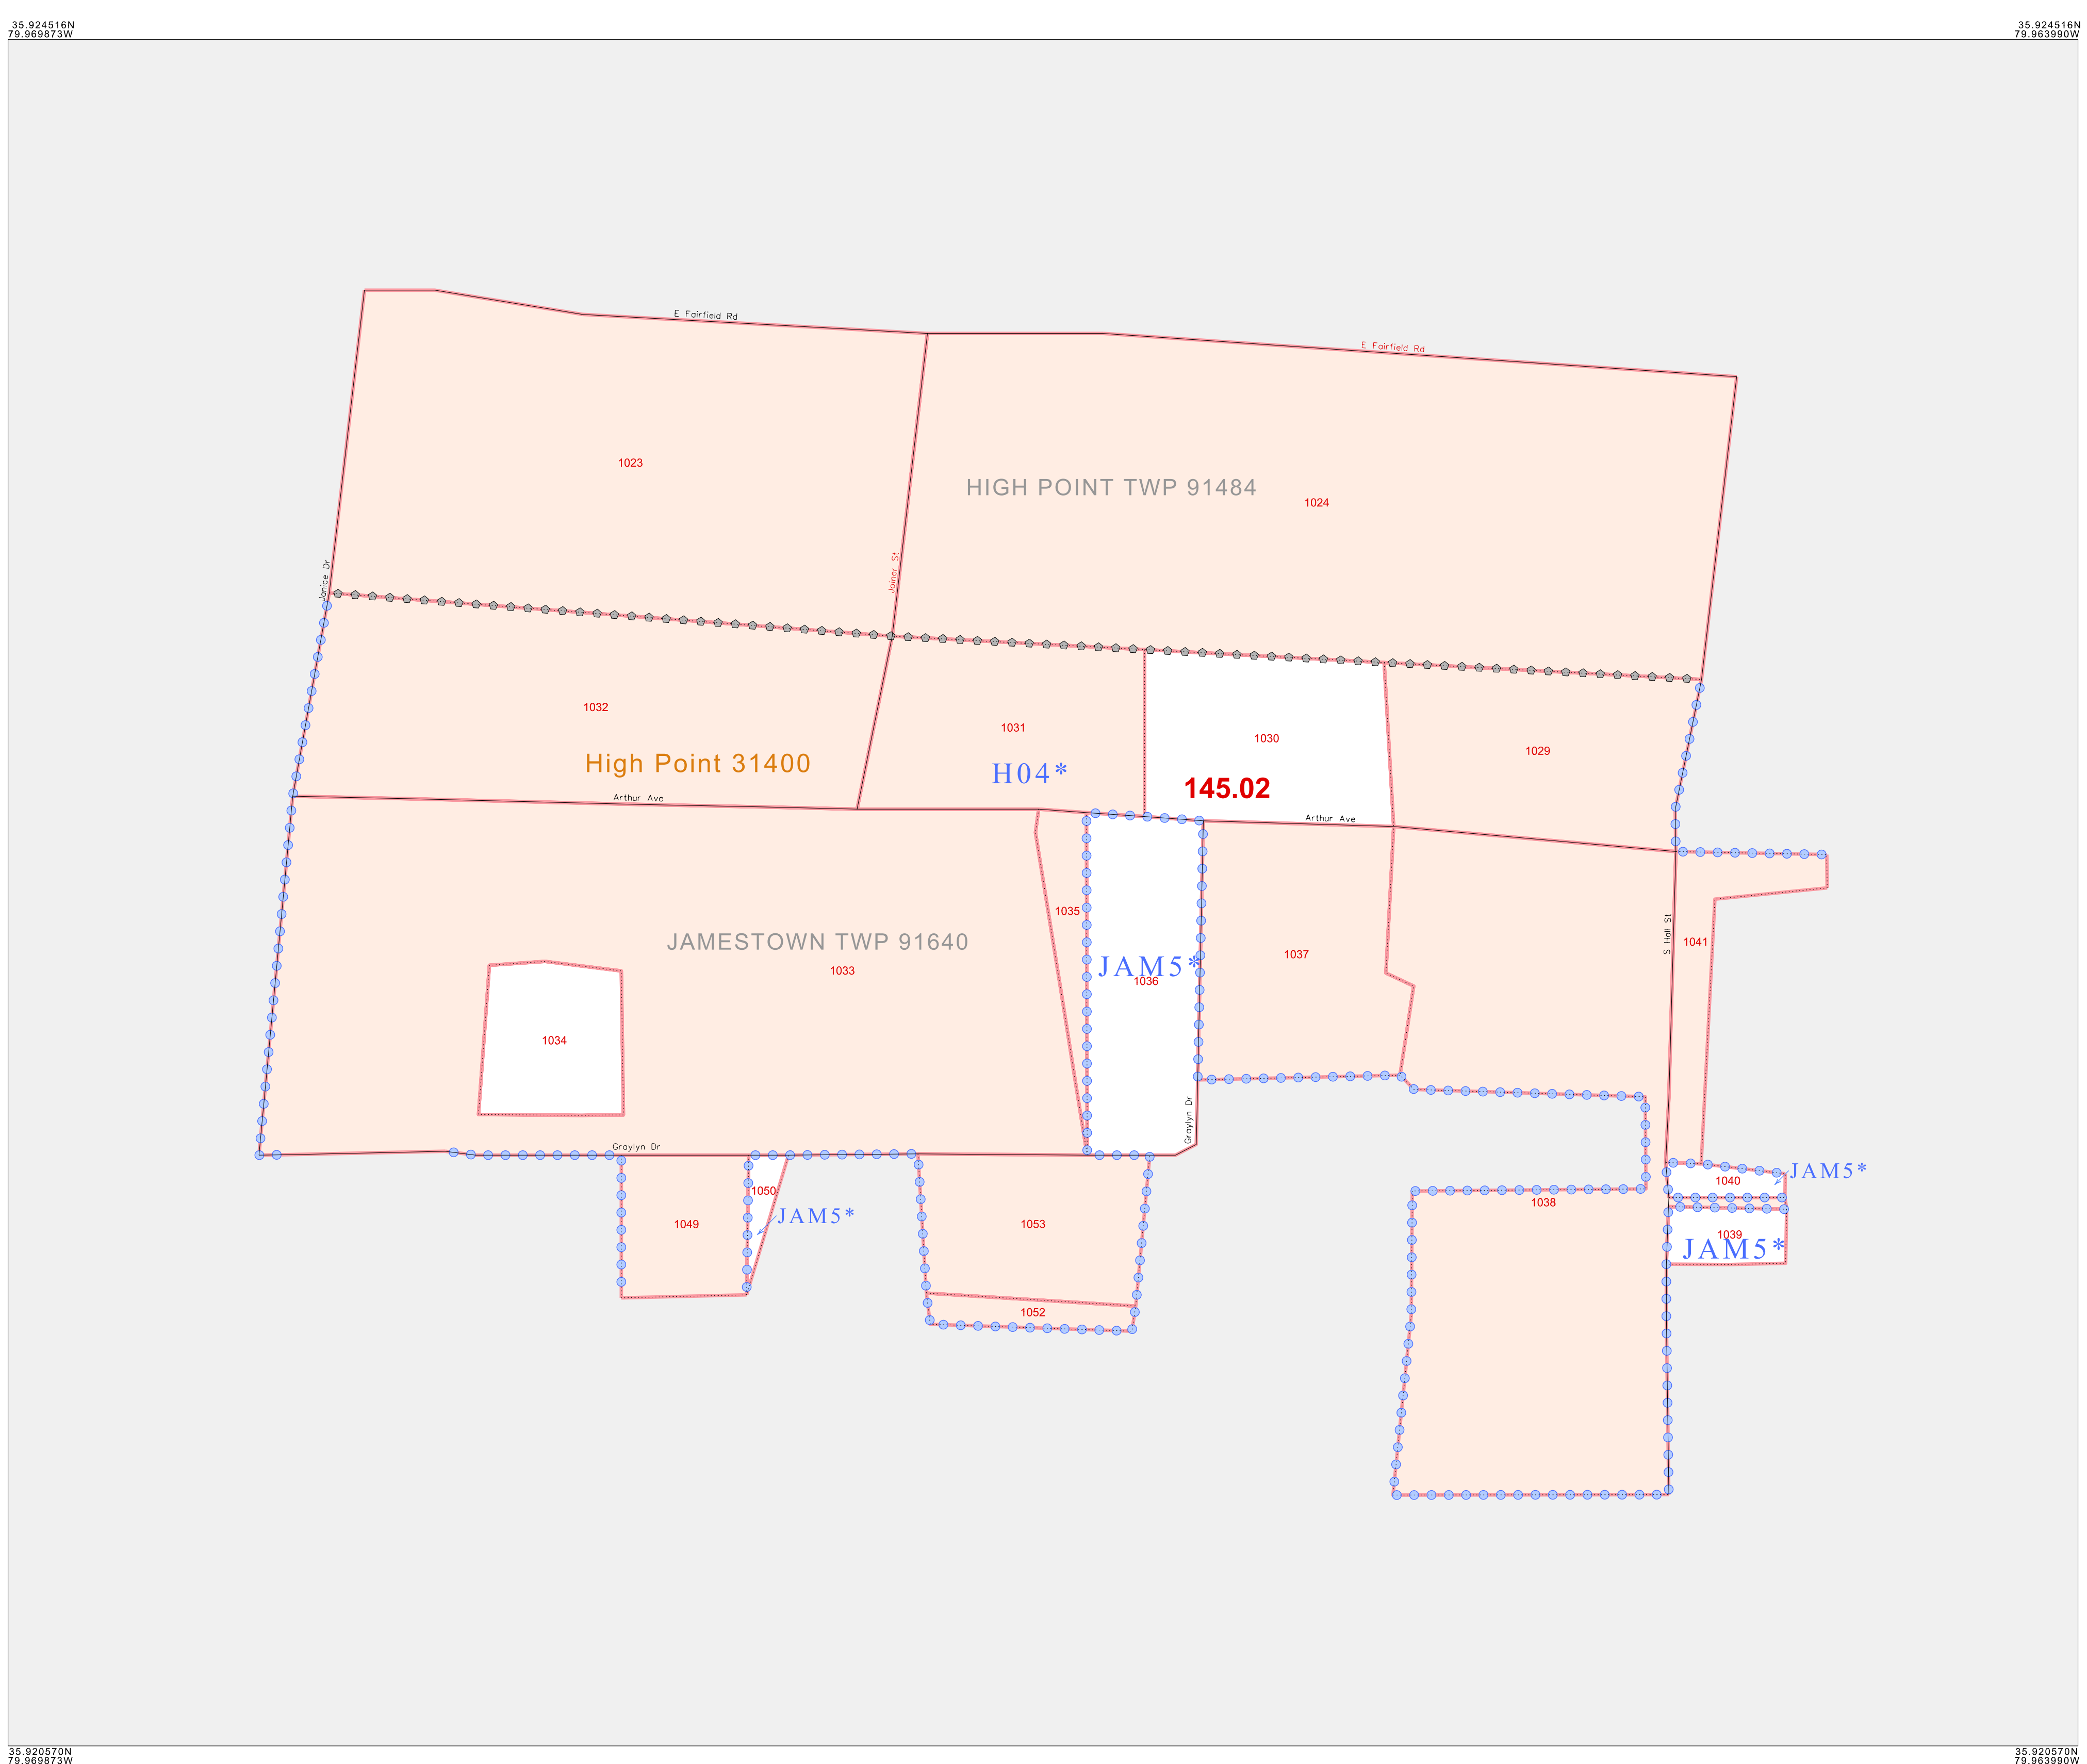 35.924516N
79.969873W
35.924516N
79.963990W
E Fairfield Rd
E Fairfield Rd
1023
HIGH POINT TWP 91484
1024
Janice Dr
Joiner St
1032
1031
1030
1029
High Point 31400
H04*
145.02
Arthur Ave
Arthur Ave
1035
S Hall St
1041
JAMESTOWN TWP 91640
1033
1037
JAM5*
1036
1034
Graylyn Dr
Graylyn Dr
JAM5*
1040
1050
1038
JAM5*
1049
1053
1039
JAM5*
1052
35.920570N
79.969873W
35.920570N
79.963990W